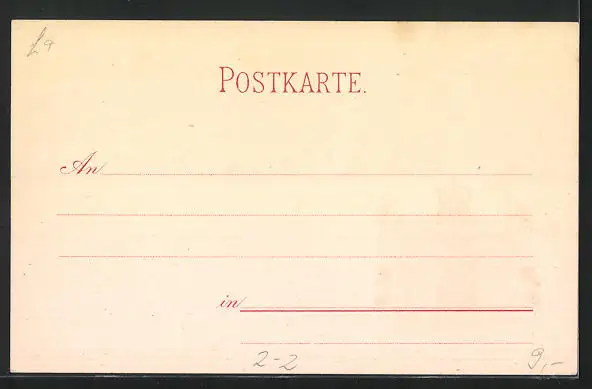 POSTKARTE.
An
in
2-2
9,-